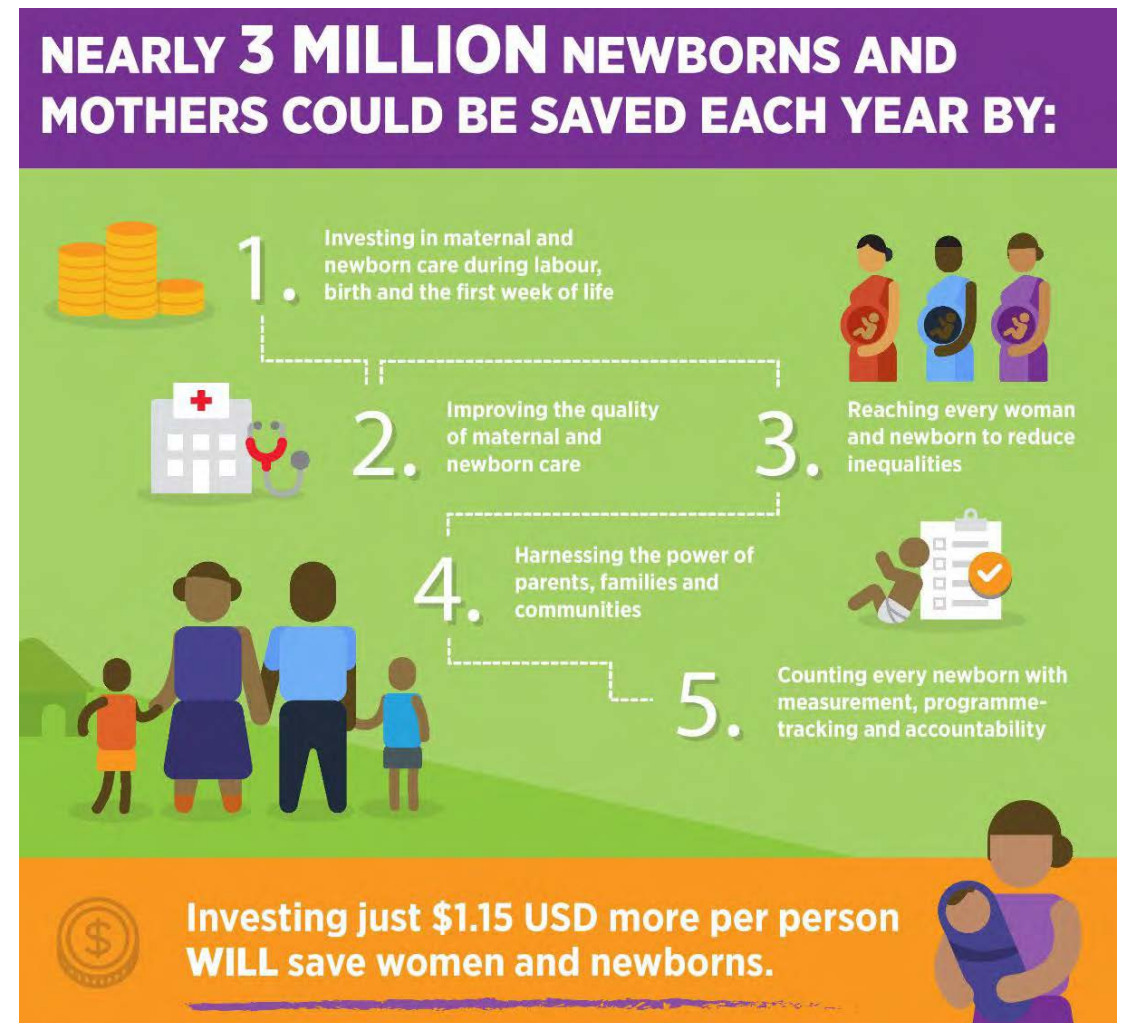 NEARLY 3 MILLION NEWBORNS AND
MOTHERS COULD BE SAVED EACH YEAR BY:
1.
Investing in maternal and
newborn care during labour,
birth and the first week of life
2.
Improving the quality
of maternal and
newborn care
3.
Reaching every woman
and newborn to reduce
inequalities
4.
Harnessing the power of
parents, families and
communities
5.
Counting every newborn with
measurement, programme-
tracking and accountability
$
Investing just $1.15 USD more per person
WILL save women and newborns.